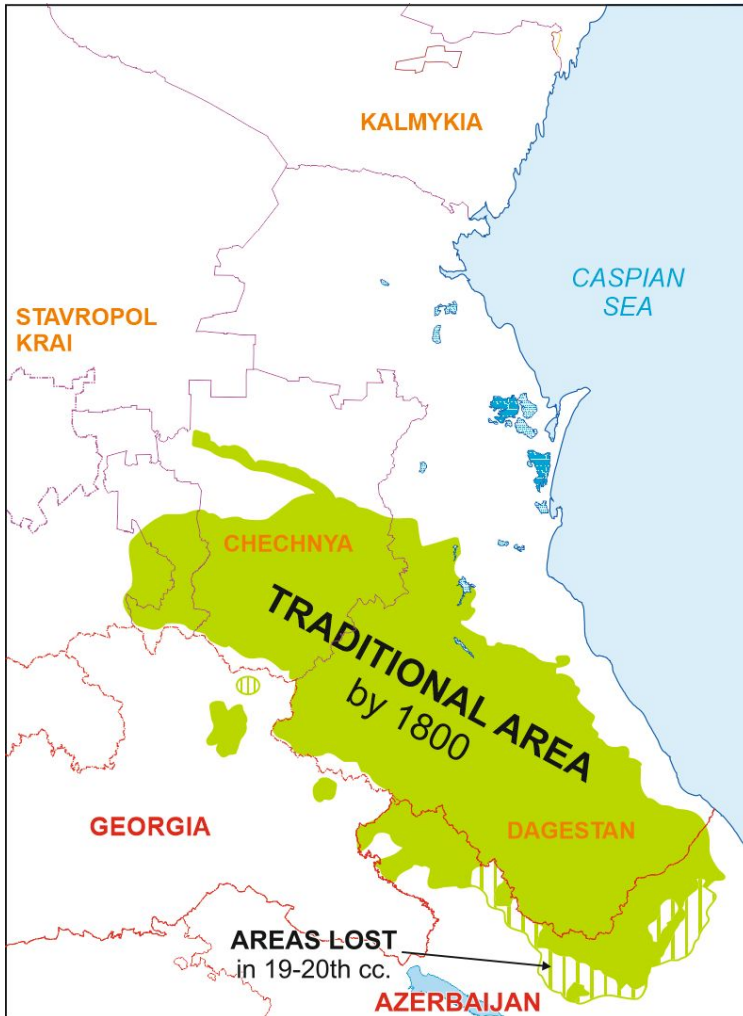 KALMYKIA
CASPIAN
SEA
STAVROPOL
KRAI
CHECHNYA
TRADITIONAL AREA
by 1800
GEORGIA
DAGESTAN
AREAS LOST
in 19-20th cc.
AZERBAIJAN